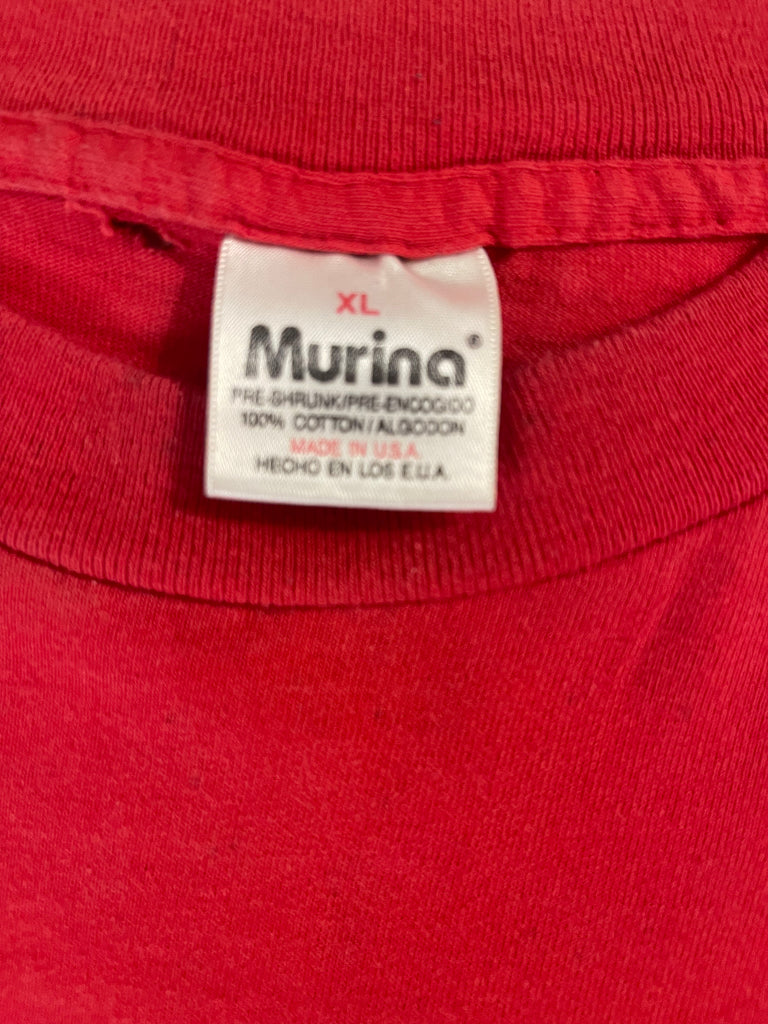 XL
Murina®
PRE-SHRUNK/PRE-ENCOGIDO
100% COTTON/ALGODON
MADE IN U.S.A.
HECHO EN LOS E.U.A.